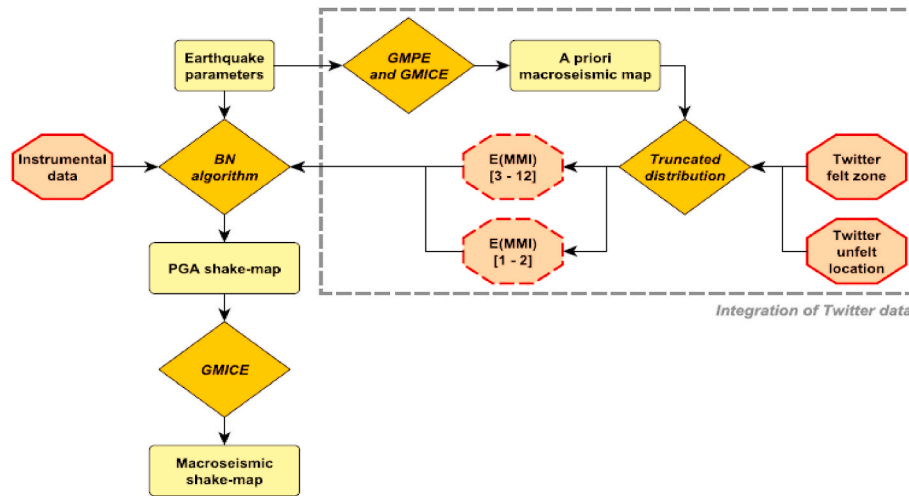 Earthquake
parameters
GMPE
and GMICE
A priori
macroseismic map
Instrumental
data
BN
algorithm
E(MMI)
[3 - 12]
Truncated
distribution
Twitter
felt zone
E(MMI)
[1 - 2]
Twitter
unfelt
location
PGA shake-map
Integration of Twitter data
GMICE
Macroseismic
shake-map